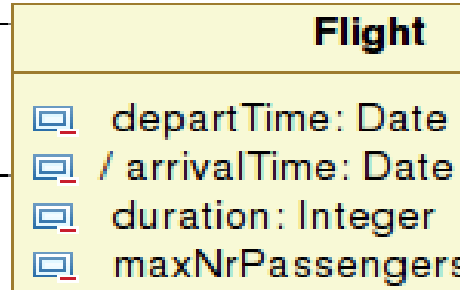 Flight
departTime: Date
/ arrivalTime: Date
duration: Integer
maxNrPassengers